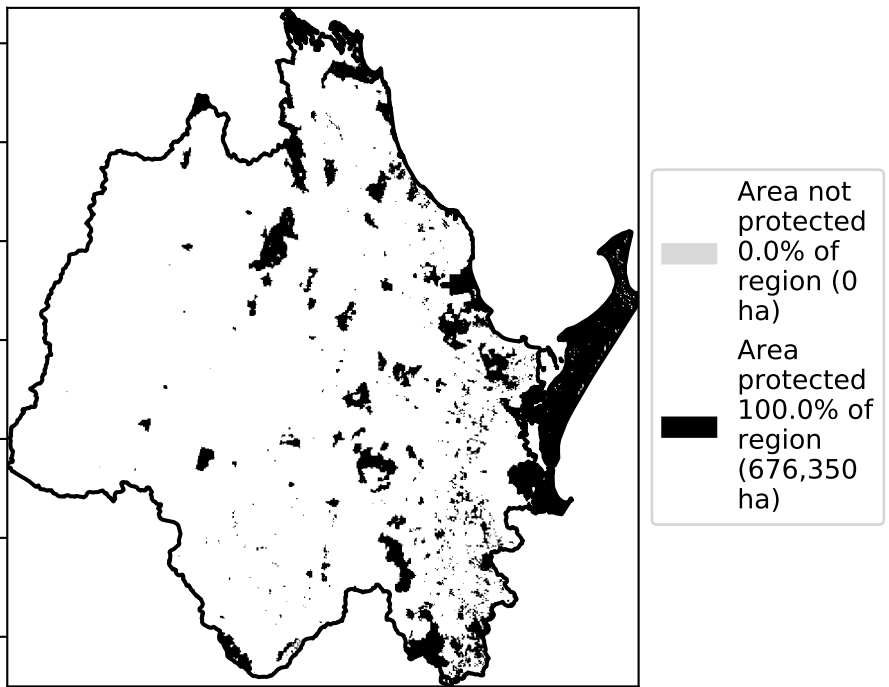 Area not
protected
0.0% of
region (0
ha)
Area
protected
100.0% of
region
(676,350
ha)